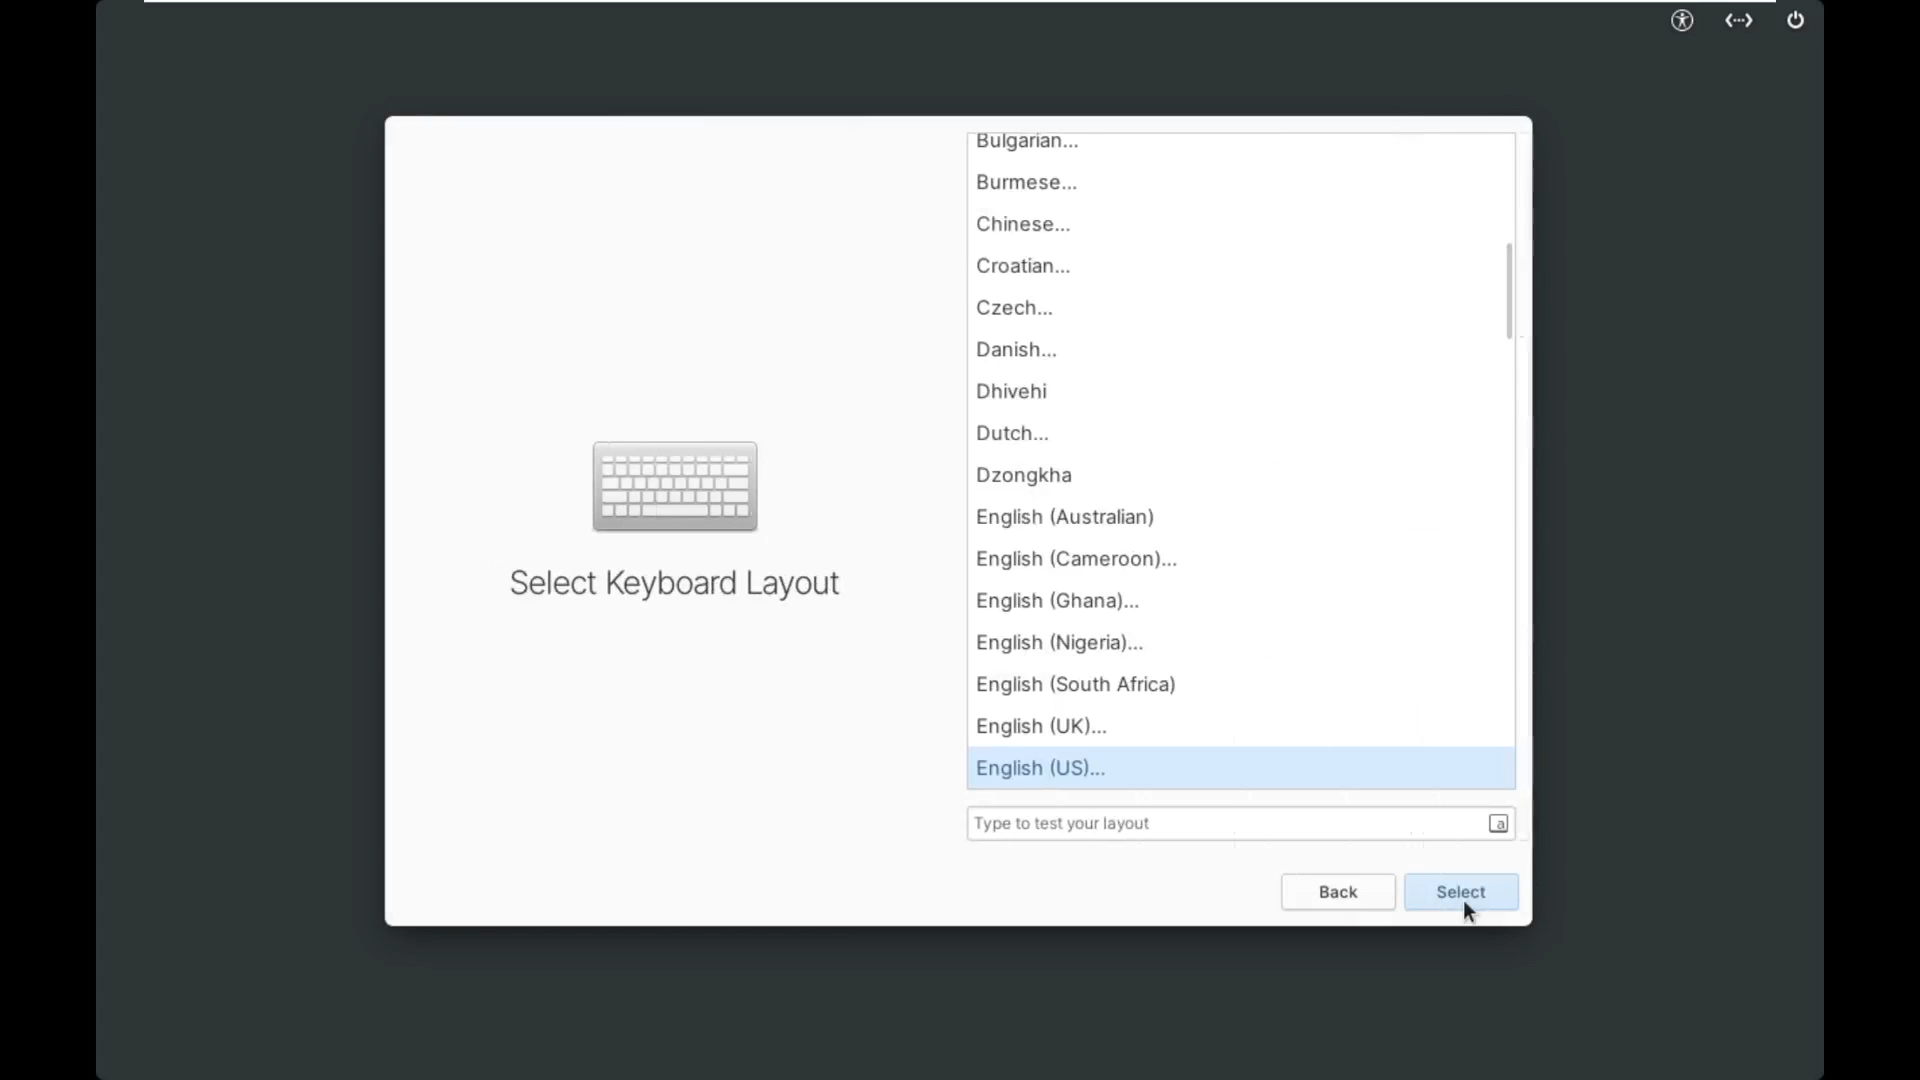 Bulgarian...
Burmese...
Chinese...
Croatian...
Czech...
Danish...
Dhivehi
Dutch...
Dzongkha
English (Australian)
English (Cameroon)...
English (Ghana)...
English (Nigeria)...
English (South Africa)
English (UK)...
English (US)...
Select Keyboard Layout
Type to test your layout
a
Back
Select